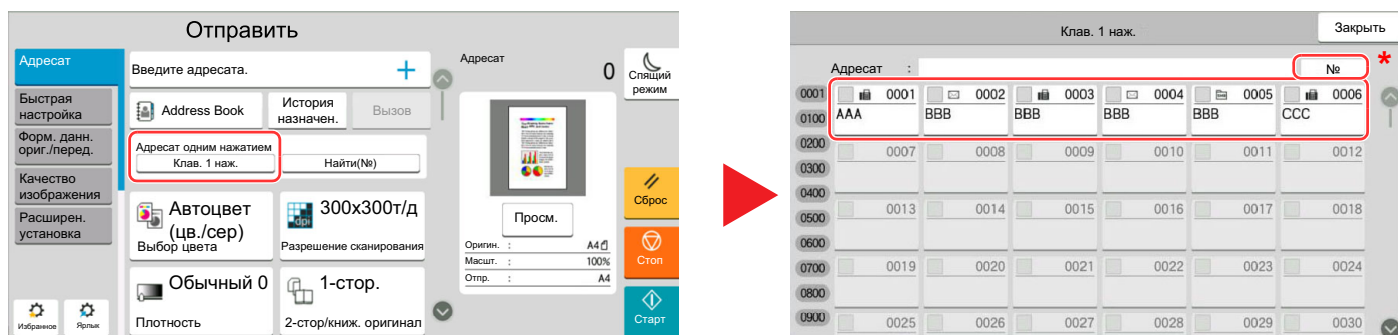 Отправить
Адресат
Быстрая
настройка
Форм. данн.
ориг./перед.
Качество
изображения
Расширен.
установка
Избранное
Ярлык
Введите адресата.
Address Book
История
назначен.
Вызов
Адресат одним нажатием
Клав. 1 наж.
Найти(№)
Автоцвет
(цв./сер)
Выбор цвета
dpi
300x300т/д
Разрешение сканирования
Обычный 0
Плотность
1-стор.
2-стор/книж. оригинал
Адресат
0
Просм.
Оригин. : A4
Масшт. : 100%
Отпр. : A4
Спящий
режим
Сброс
Стоп
Старт
Клав. 1 наж.
Закрыть
Адресат :
№
*
0001
0100
0200
0300
0400
0500
0600
0700
0800
0900
0001 0002 0003 0004 0005 0006
AAA BBB BBB BBB BBB CCC
0007 0008 0009 0010 0011 0012
0013 0014 0015 0016 0017 0018
0019 0020 0021 0022 0023 0024
0025 0026 0027 0028 0029 0030